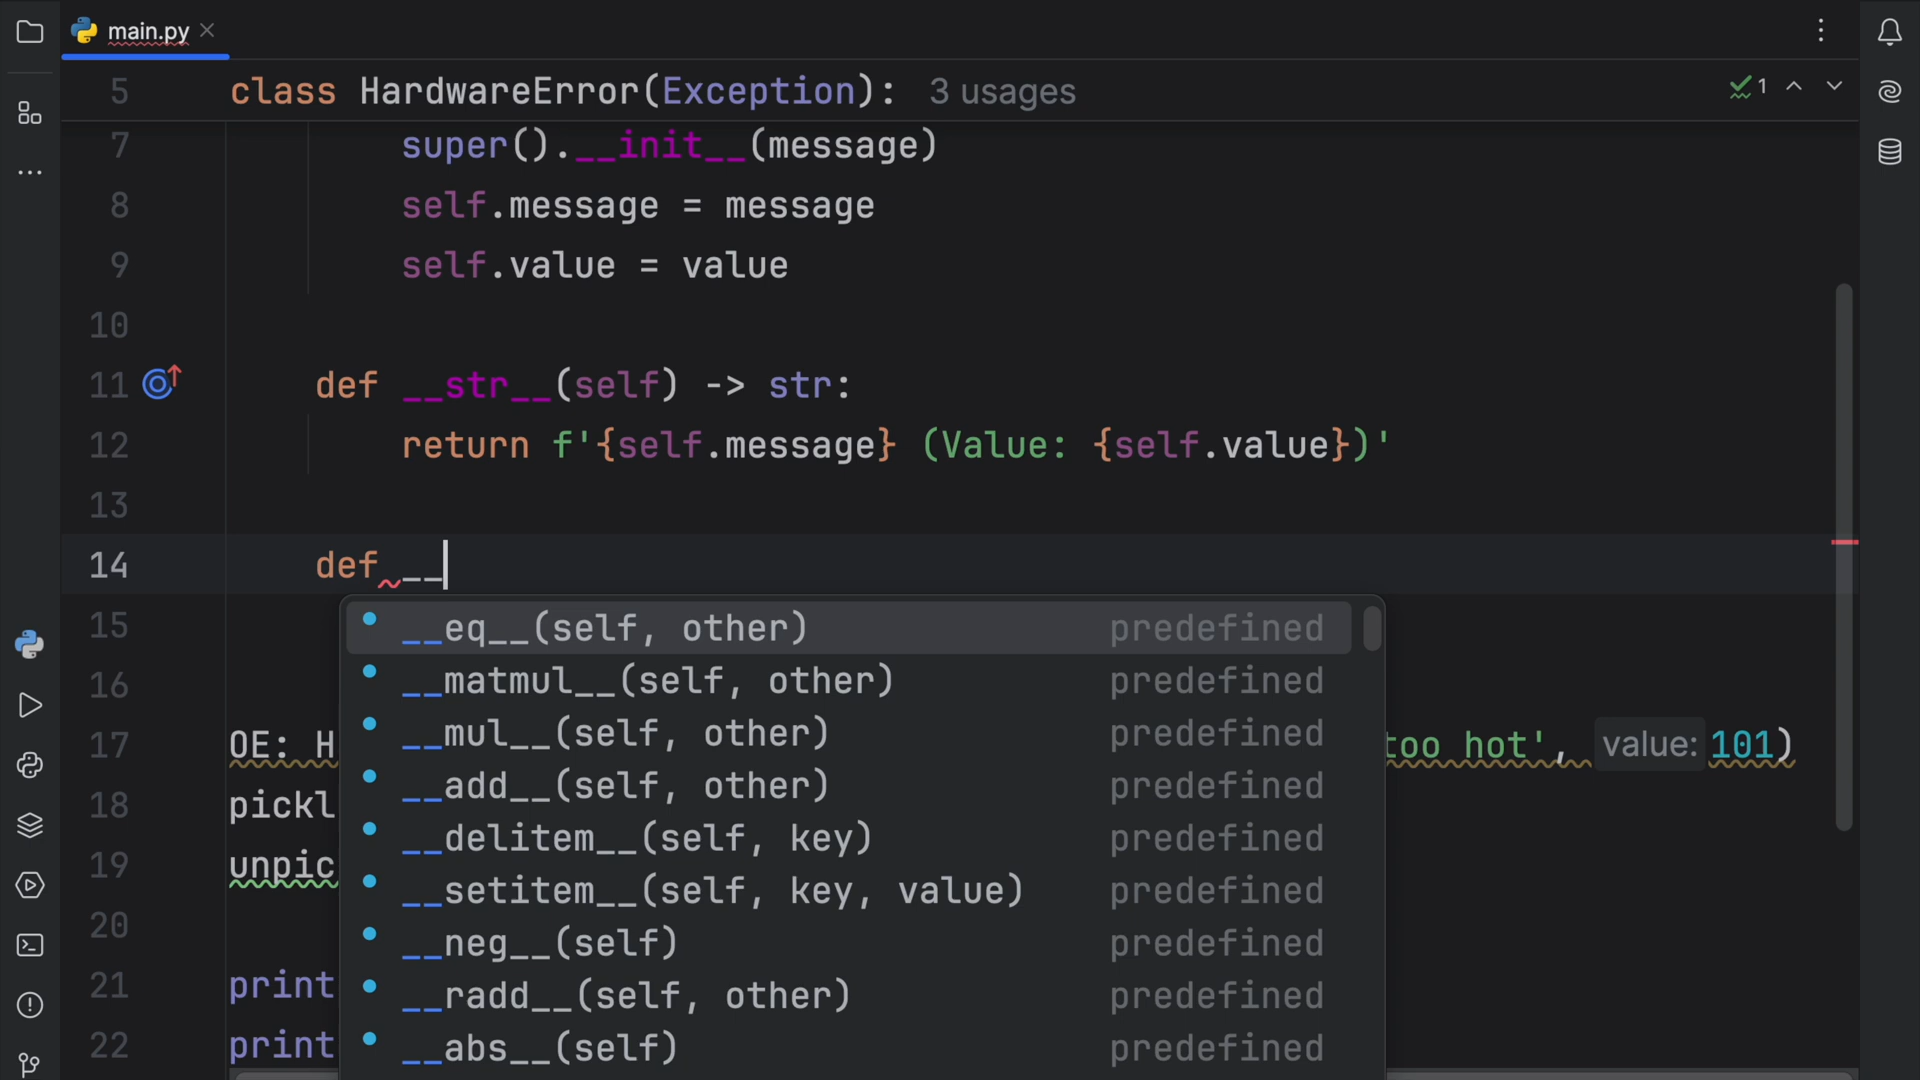 main.py
5 class HardwareError(Exception): 3 usages
1
7 super().__init__(message)
8 self.message = message
9 self.value = value
10
11 def __str__(self) -> str:
12 return f'{self.message} (Value: {self.value})'
13
14 def __
15
16
17 OE: H too hot', value: 101)
18 pickl
19 unpic
20
21 print
22 print
__eq__(self, other) predefined
__matmul__(self, other) predefined
__mul__(self, other) predefined
__add__(self, other) predefined
__delitem__(self, key) predefined
__setitem__(self, key, value) predefined
__neg__(self) predefined
__radd__(self, other) predefined
__abs__(self) predefined